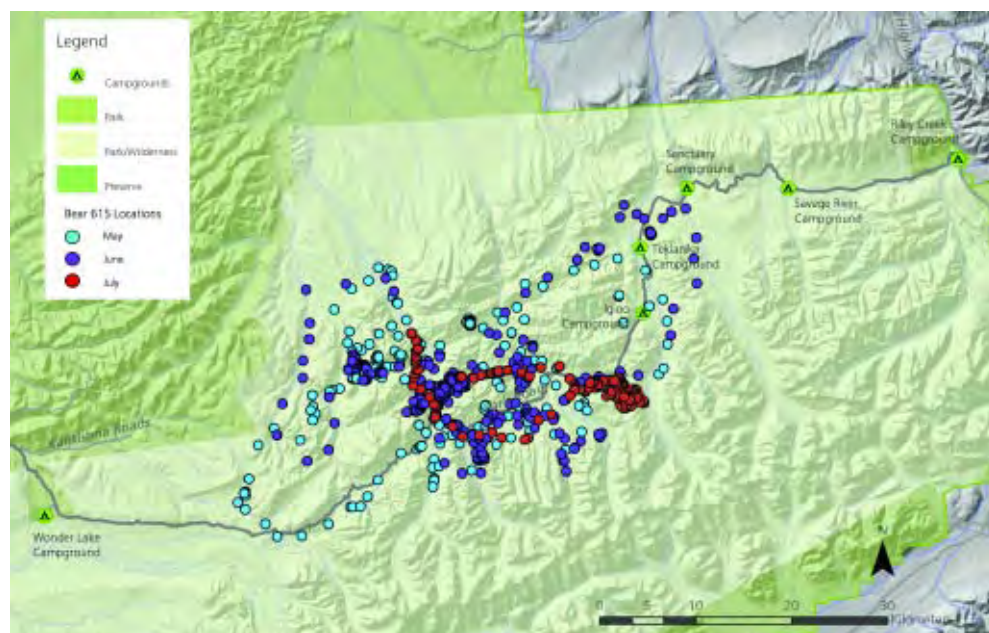 Legend
Campgrounds
Park
Park/Wilderness
Preserve
Bear 615 Locations
May
June
July
Riley Creek
Campground
Sanctuary
Campground
Savage River
Campground
Teklanika
Campground
Igloo
Campground
Kantishna Roads
Wonder Lake
Campground
N
0 5 10 20 30
Kilometers